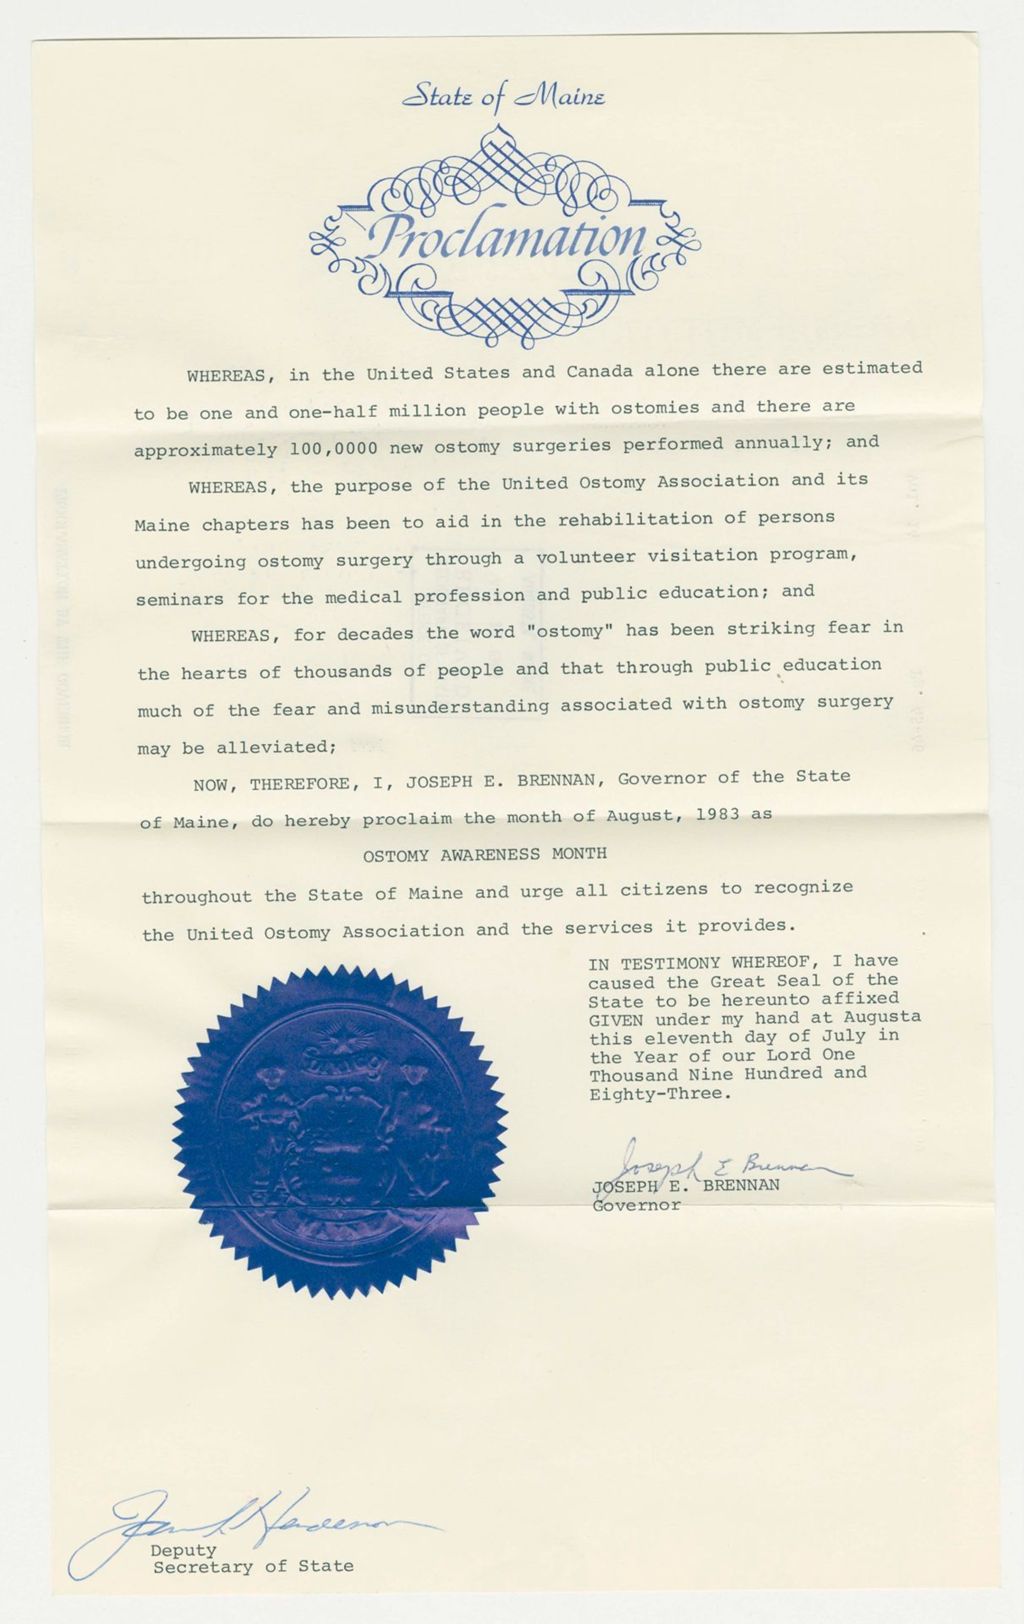 State of Maine
Proclamation
WHEREAS, in the United States and Canada alone there are estimated
to be one and one-half million people with ostomies and there are
approximately 100,0000 new ostomy surgeries performed annually; and
WHEREAS, the purpose of the United Ostomy Association and its
Maine chapters has been to aid in the rehabilitation of persons
undergoing ostomy surgery through a volunteer visitation program,
seminars for the medical profession and public education; and
WHEREAS, for decades the word "ostomy" has been striking fear in
the hearts of thousands of people and that through public education
much of the fear and misunderstanding associated with ostomy surgery
may be alleviated;
NOW, THEREFORE, I, JOSEPH E. BRENNAN, Governor of the State
of Maine, do hereby proclaim the month of August, 1983 as
OSTOMY AWARENESS MONTH
throughout the State of Maine and urge all citizens to recognize
the United Ostomy Association and the services it provides.
IN TESTIMONY WHEREOF, I have
caused the Great Seal of the
State to be hereunto affixed
GIVEN under my hand at Augusta
this eleventh day of July in
the Year of our Lord One
Thousand Nine Hundred and
Eighty-Three.
Joseph E Brennan
JOSEPH E. BRENNAN
Governor
MAINE
Henderson
Deputy
Secretary of State